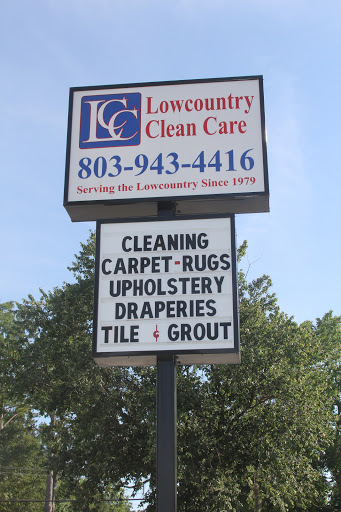 LCC
Lowcountry
Clean Care
803-943-4416
Serving the Lowcountry Since 1979
CLEANING
CARPET-RUGS
UPHOLSTERY
DRAPERIES
TILE & GROUT